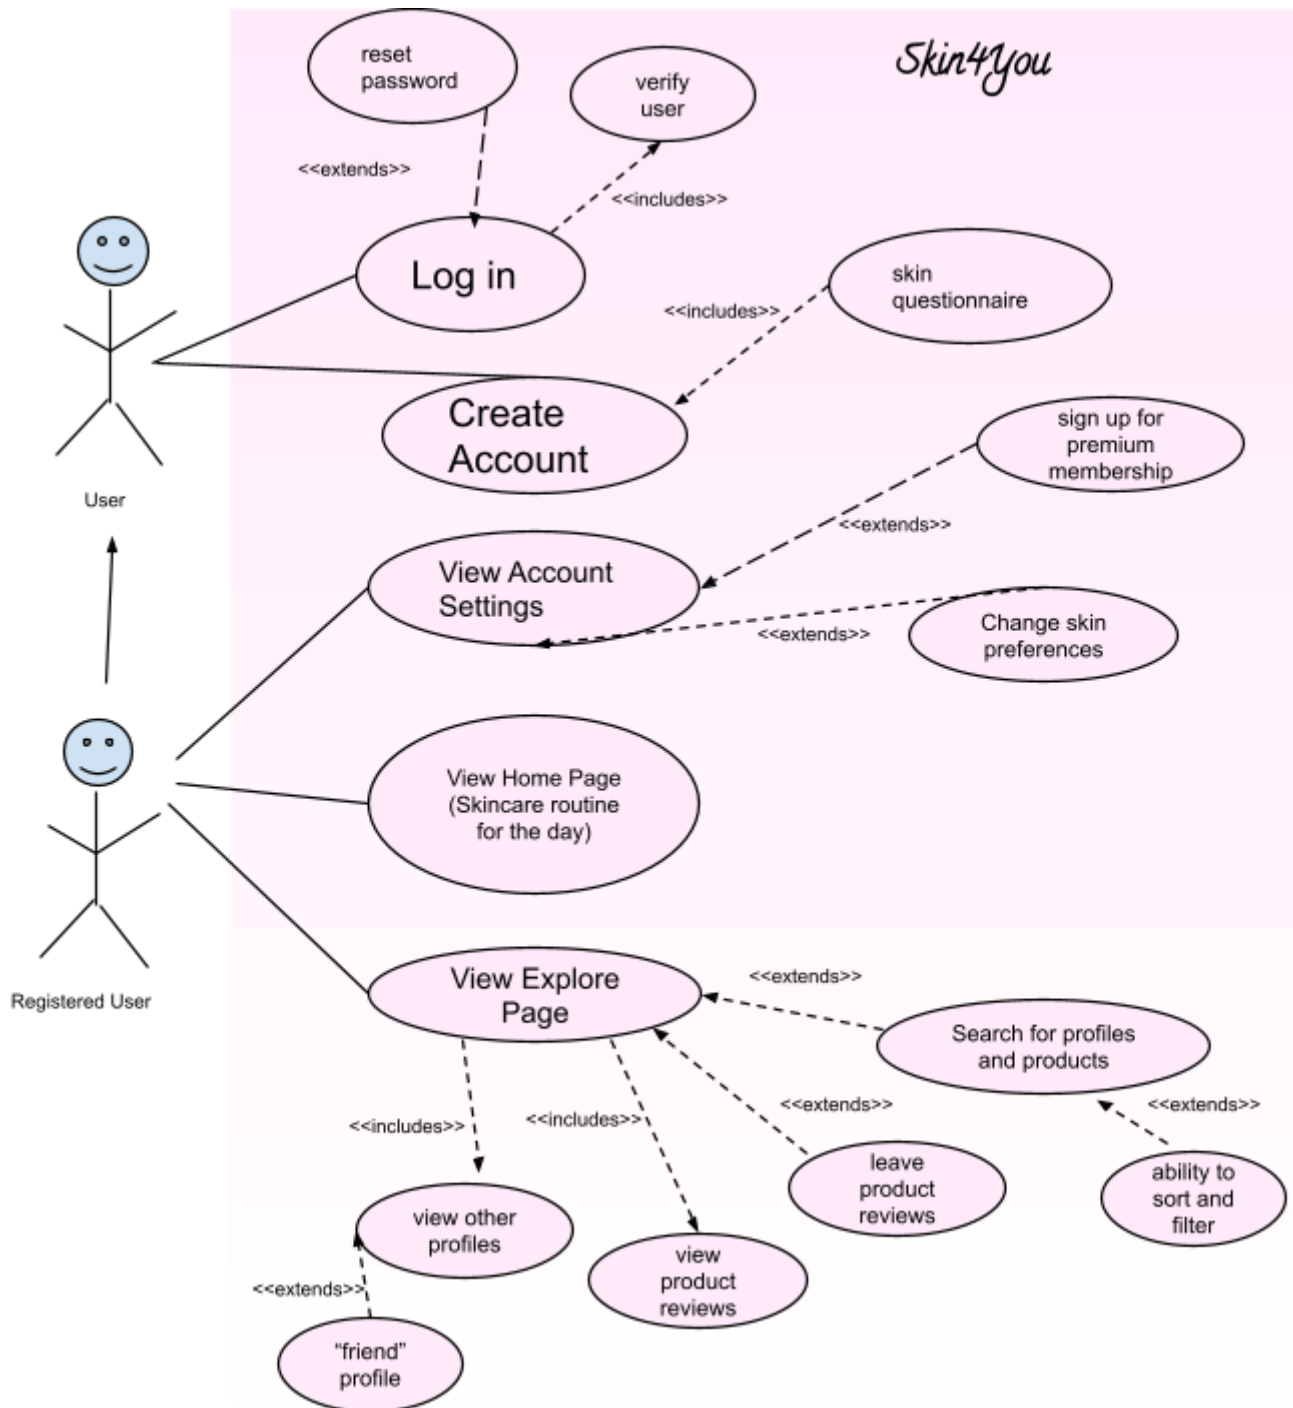 Skin4You
reset
password
verify
user
<<extends>>
<<includes>>
Log in
skin
questionnaire
<<includes>>
Create
Account
sign up for
premium
membership
User
<<extends>>
View Account
Settings
Change skin
preferences
<<extends>>
View Home Page
(Skincare routine
for the day)
Registered User
View Explore
Page
<<extends>>
Search for profiles
and products
<<includes>>
<<includes>>
<<extends>>
<<extends>>
view other
profiles
leave
product
reviews
ability to
sort and
filter
view
product
reviews
<<extends>>
“friend”
profile